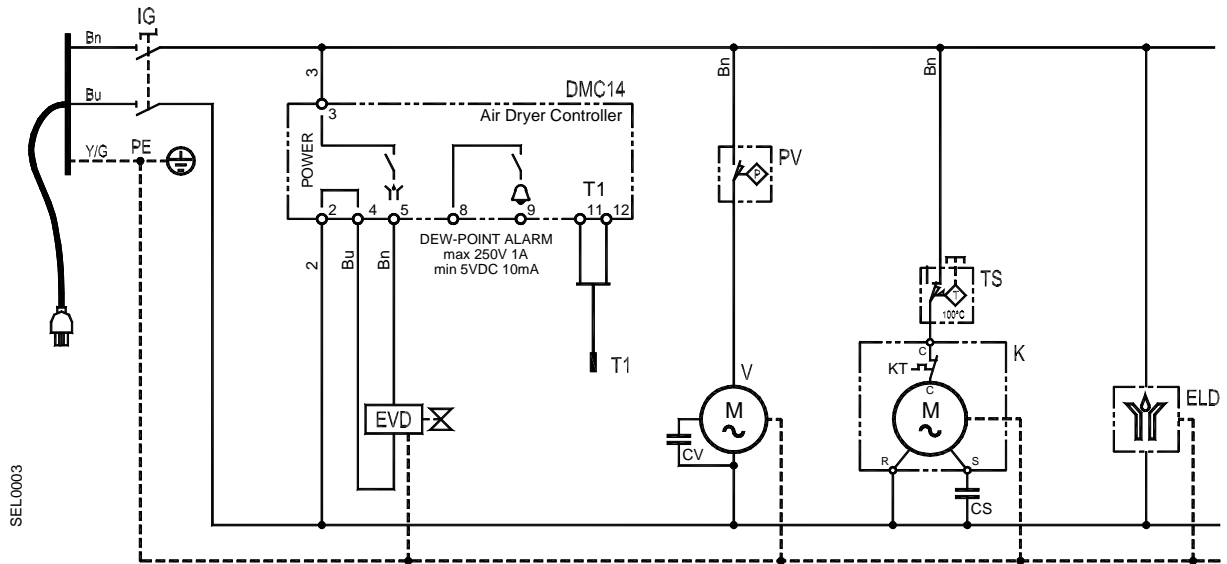 IG
Bn
Bu
Y/G PE
3
DMC14
3 Air Dryer Controller
POWER
T1
2 4 5 8 9 11 12
DEW-POINT ALARM
max 250V 1A
min 5VDC 10mA
2
Bu
Bn
T1
EVD
Bn
PV
P
V
M
CV
Bn
TS
T
100°C
C
K
KT
C
M
R
S
CS
ELD
SEL0003